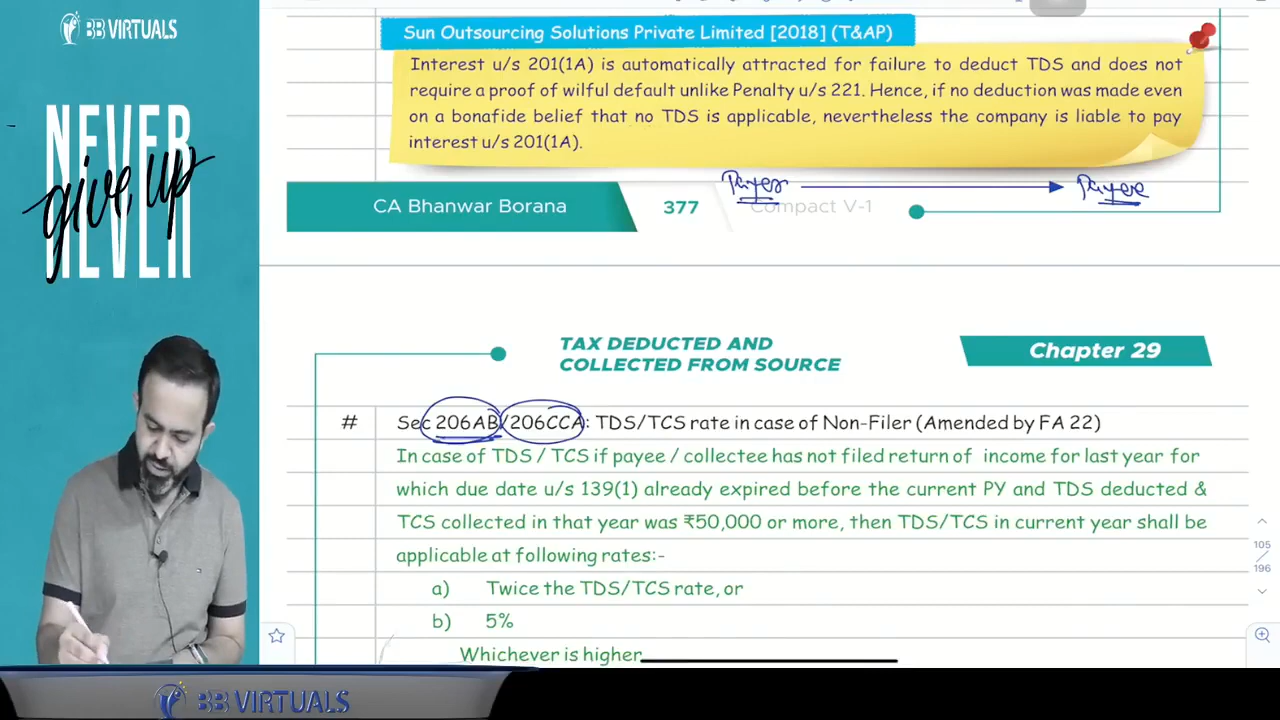 BB VIRTUALS
NEVER
give up
NEVER
Sun Outsourcing Solutions Private Limited [2018] (T&AP)
Interest u/s 201(1A) is automatically attracted for failure to deduct TDS and does not
require a proof of wilful default unlike Penalty u/s 221. Hence, if no deduction was made even
on a bonafide belief that no TDS is applicable, nevertheless the company is liable to pay
interest u/s 201(1A).
Payer Payee
CA Bhanwar Borana 377 Compact V-1
TAX DEDUCTED AND
COLLECTED FROM SOURCE
Chapter 29
# Sec 206AB/206CCA: TDS/TCS rate in case of Non-Filer (Amended by FA 22)
In case of TDS / TCS if payee / collectee has not filed return of income for last year for
which due date u/s 139(1) already expired before the current PY and TDS deducted &
TCS collected in that year was ₹50,000 or more, then TDS/TCS in current year shall be
applicable at following rates:-
a) Twice the TDS/TCS rate, or
b) 5%
Whichever is higher
105
196
BB VIRTUALS